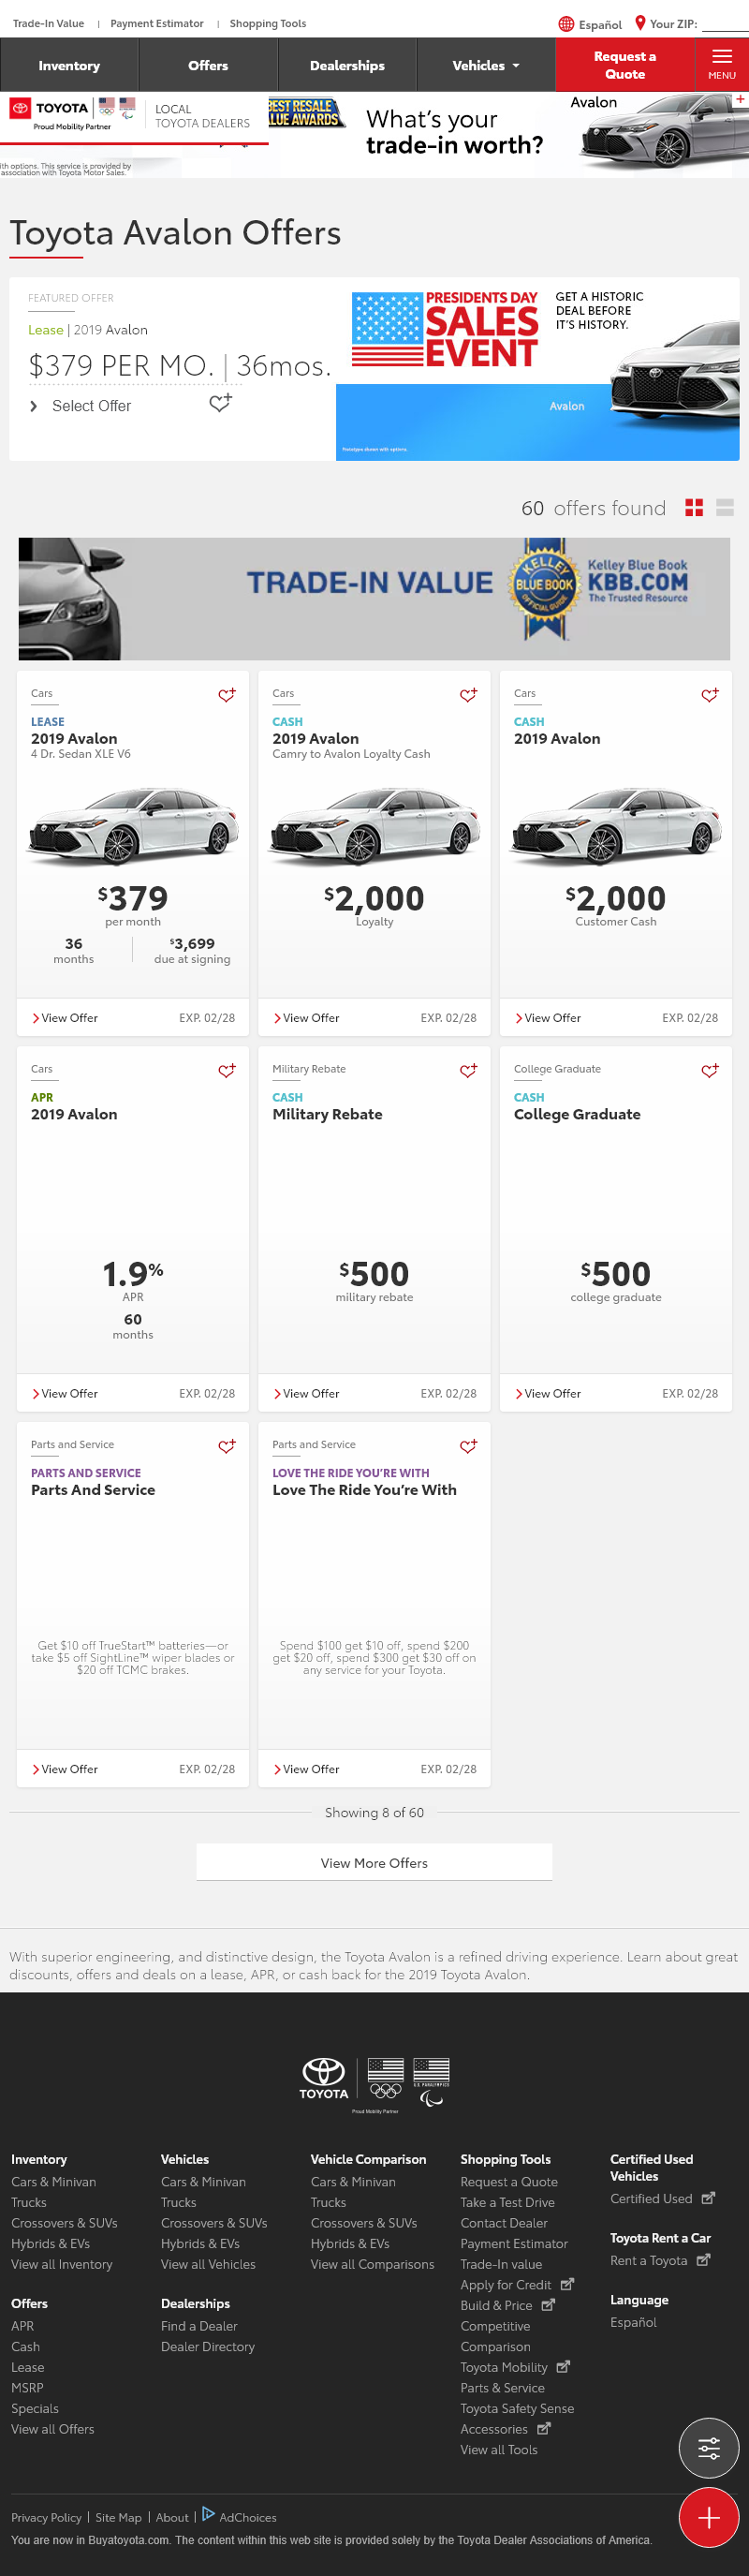 Trade-In Value | Payment Estimator | Shopping Tools
Español Your ZIP:
Inventory
Offers
Dealerships
Vehicles
Request a
Quote
MENU
TOYOTA
Proud Mobility Partner
LOCAL
TOYOTA DEALERS
BEST RESALE
VALUE AWARDS
What's your
trade-in worth?
Avalon
ith options. This service is provided by
association with Toyota Motor Sales.
Toyota Avalon Offers
FEATURED OFFER
Lease | 2019 Avalon
$379 PER MO. | 36mos.
Select Offer
PRESIDENTS DAY
SALES
EVENT
GET A HISTORIC
DEAL BEFORE
IT'S HISTORY.
Avalon
Prototype shown with options.
60 offers found
TRADE-IN VALUE
KELLEY
BLUE BOOK
OFFICIAL GUIDE
Kelley Blue Book
KBB.COM
The Trusted Resource
Cars
LEASE
2019 Avalon
4 Dr. Sedan XLE V6
$379
per month
36
months
$3,699
due at signing
View Offer
EXP. 02/28
Cars
CASH
2019 Avalon
Camry to Avalon Loyalty Cash
$2,000
Loyalty
View Offer
EXP. 02/28
Cars
CASH
2019 Avalon
$2,000
Customer Cash
View Offer
EXP. 02/28
Cars
APR
2019 Avalon
1.9%
APR
60
months
View Offer
EXP. 02/28
Military Rebate
CASH
Military Rebate
$500
military rebate
View Offer
EXP. 02/28
College Graduate
CASH
College Graduate
$500
college graduate
View Offer
EXP. 02/28
Parts and Service
PARTS AND SERVICE
Parts And Service
Get $10 off TrueStart™ batteries—or
take $5 off SightLine™ wiper blades or
$20 off TCMC brakes.
View Offer
EXP. 02/28
Parts and Service
LOVE THE RIDE YOU'RE WITH
Love The Ride You're With
Spend $100 get $10 off, spend $200
get $20 off, spend $300 get $30 off on
any service for your Toyota.
View Offer
EXP. 02/28
Showing 8 of 60
View More Offers
With superior engineering, and distinctive design, the Toyota Avalon is a refined driving experience. Learn about great
discounts, offers and deals on a lease, APR, or cash back for the 2019 Toyota Avalon.
TOYOTA
U.S. PARALYMPICS
Proud Mobility Partner
Inventory
Cars & Minivan
Trucks
Crossovers & SUVs
Hybrids & EVs
View all Inventory
Offers
APR
Cash
Lease
MSRP
Specials
View all Offers
Vehicles
Cars & Minivan
Trucks
Crossovers & SUVs
Hybrids & EVs
View all Vehicles
Dealerships
Find a Dealer
Dealer Directory
Vehicle Comparison
Cars & Minivan
Trucks
Crossovers & SUVs
Hybrids & EVs
View all Comparisons
Shopping Tools
Request a Quote
Take a Test Drive
Contact Dealer
Payment Estimator
Trade-In value
Apply for Credit
Build & Price
Competitive
Comparison
Toyota Mobility
Parts & Service
Toyota Safety Sense
Accessories
View all Tools
Certified Used
Vehicles
Certified Used
Toyota Rent a Car
Rent a Toyota
Language
Español
Privacy Policy | Site Map | About | AdChoices
You are now in Buyatoyota.com. The content within this web site is provided solely by the Toyota Dealer Associations of America.